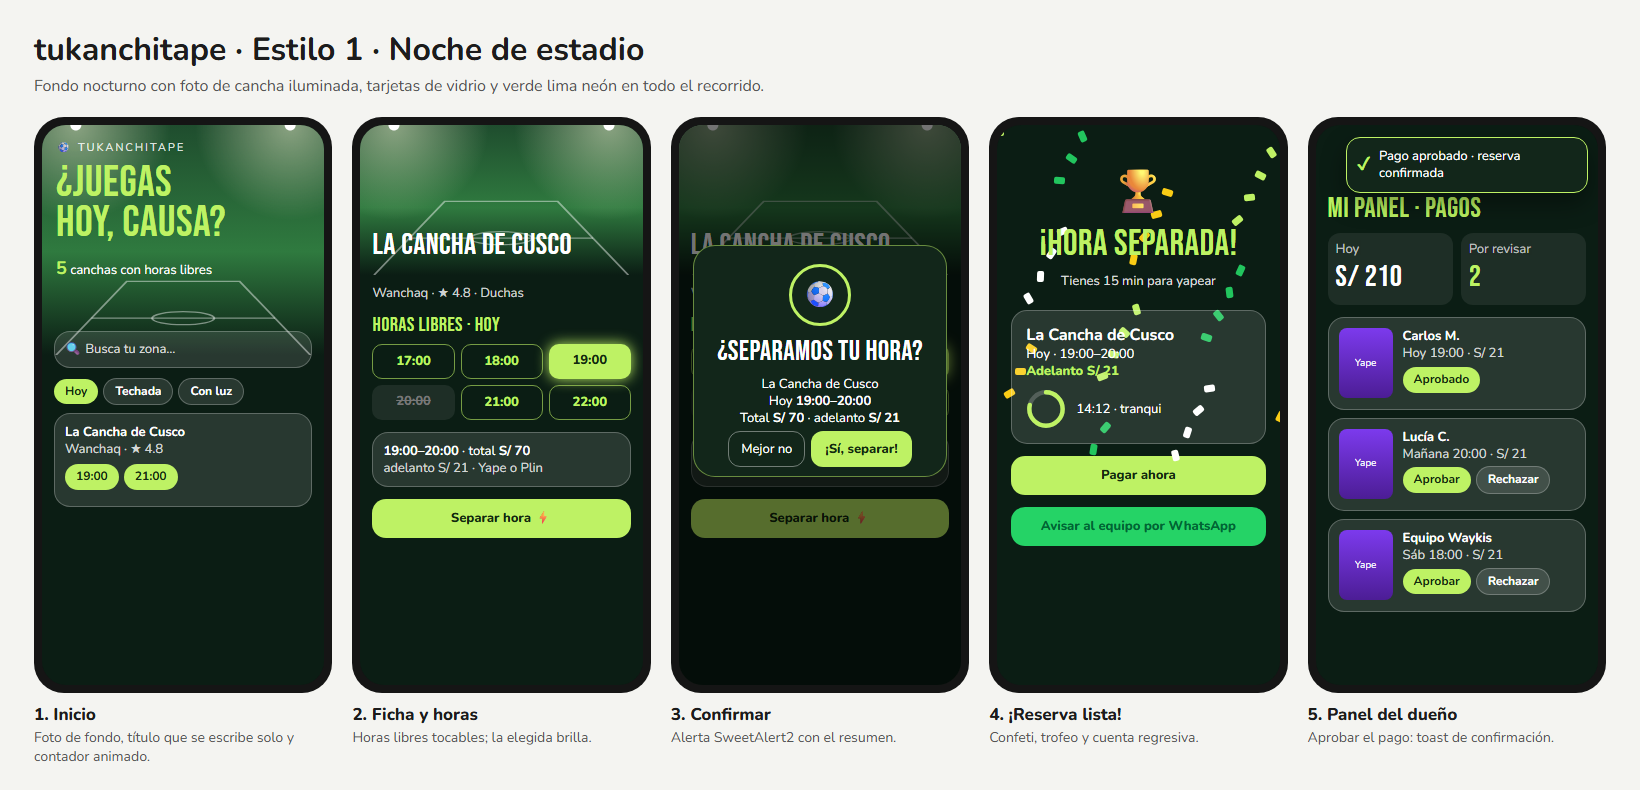 tukanchitape · Estilo 1 · Noche de estadio
Fondo nocturno con foto de cancha iluminada, tarjetas de vidrio y verde lima neón en todo el recorrido.
TUKANCHITAPE
¿JUEGAS
HOY, CAUSA?
5 canchas con horas libres
Busca tu zona...
Hoy
Techada
Con luz
La Cancha de Cusco
Wanchaq · ★ 4.8
19:00
21:00
1. Inicio
Foto de fondo, título que se escribe solo y
contador animado.
LA CANCHA DE CUSCO
Wanchaq · ★ 4.8 · Duchas
HORAS LIBRES · HOY
17:00
18:00
19:00
20:00
21:00
22:00
19:00–20:00 · total S/ 70
adelanto S/ 21 · Yape o Plin
Separar hora
2. Ficha y horas
Horas libres tocables; la elegida brilla.
LA CANCHA DE CUSCO
¿SEPARAMOS TU HORA?
La Cancha de Cusco
Hoy 19:00–20:00
Total S/ 70 · adelanto S/ 21
Mejor no
¡Sí, separar!
Separar hora
3. Confirmar
Alerta SweetAlert2 con el resumen.
¡HORA SEPARADA!
Tienes 15 min para yapear
La Cancha de Cusco
Hoy · 19:00–20:00
Adelanto S/ 21
14:12 · tranqui
Pagar ahora
Avisar al equipo por WhatsApp
4. ¡Reserva lista!
Confeti, trofeo y cuenta regresiva.
✓ Pago aprobado · reserva
confirmada
MI PANEL · PAGOS
Hoy
S/ 210
Por revisar
2
Yape
Carlos M.
Hoy 19:00 · S/ 21
Aprobado
Yape
Lucía C.
Mañana 20:00 · S/ 21
Aprobar
Rechazar
Yape
Equipo Waykis
Sáb 18:00 · S/ 21
Aprobar
Rechazar
5. Panel del dueño
Aprobar el pago: toast de confirmación.